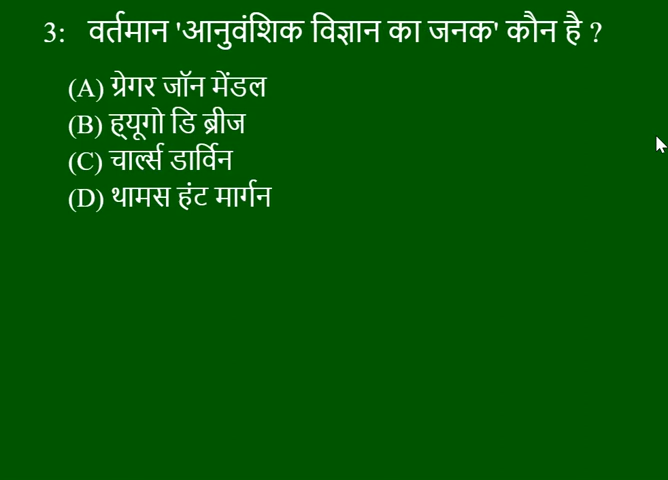 3: वर्तमान 'आनुवंशिक विज्ञान का जनक' कौन है ?
(A) ग्रेगर जॉन मेंडल
(B) ह्यूगो डि ब्रीज
(C) चार्ल्स डार्विन
(D) थामस हंट मार्गन